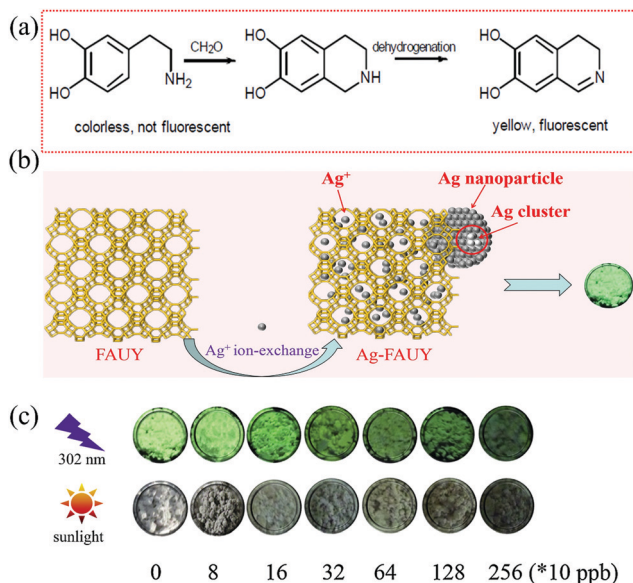 (a)
HO
HO
NH₂
CH₂O
HO
HO
NH
dehydrogenation
HO
HO
N
colorless, not fluorescent
yellow, fluorescent
(b)
Ag⁺
Ag nanoparticle
Ag cluster
FAUY
Ag⁺ ion-exchange
Ag-FAUY
(c)
302 nm
sunlight
0 8 16 32 64 128 256 (*10 ppb)